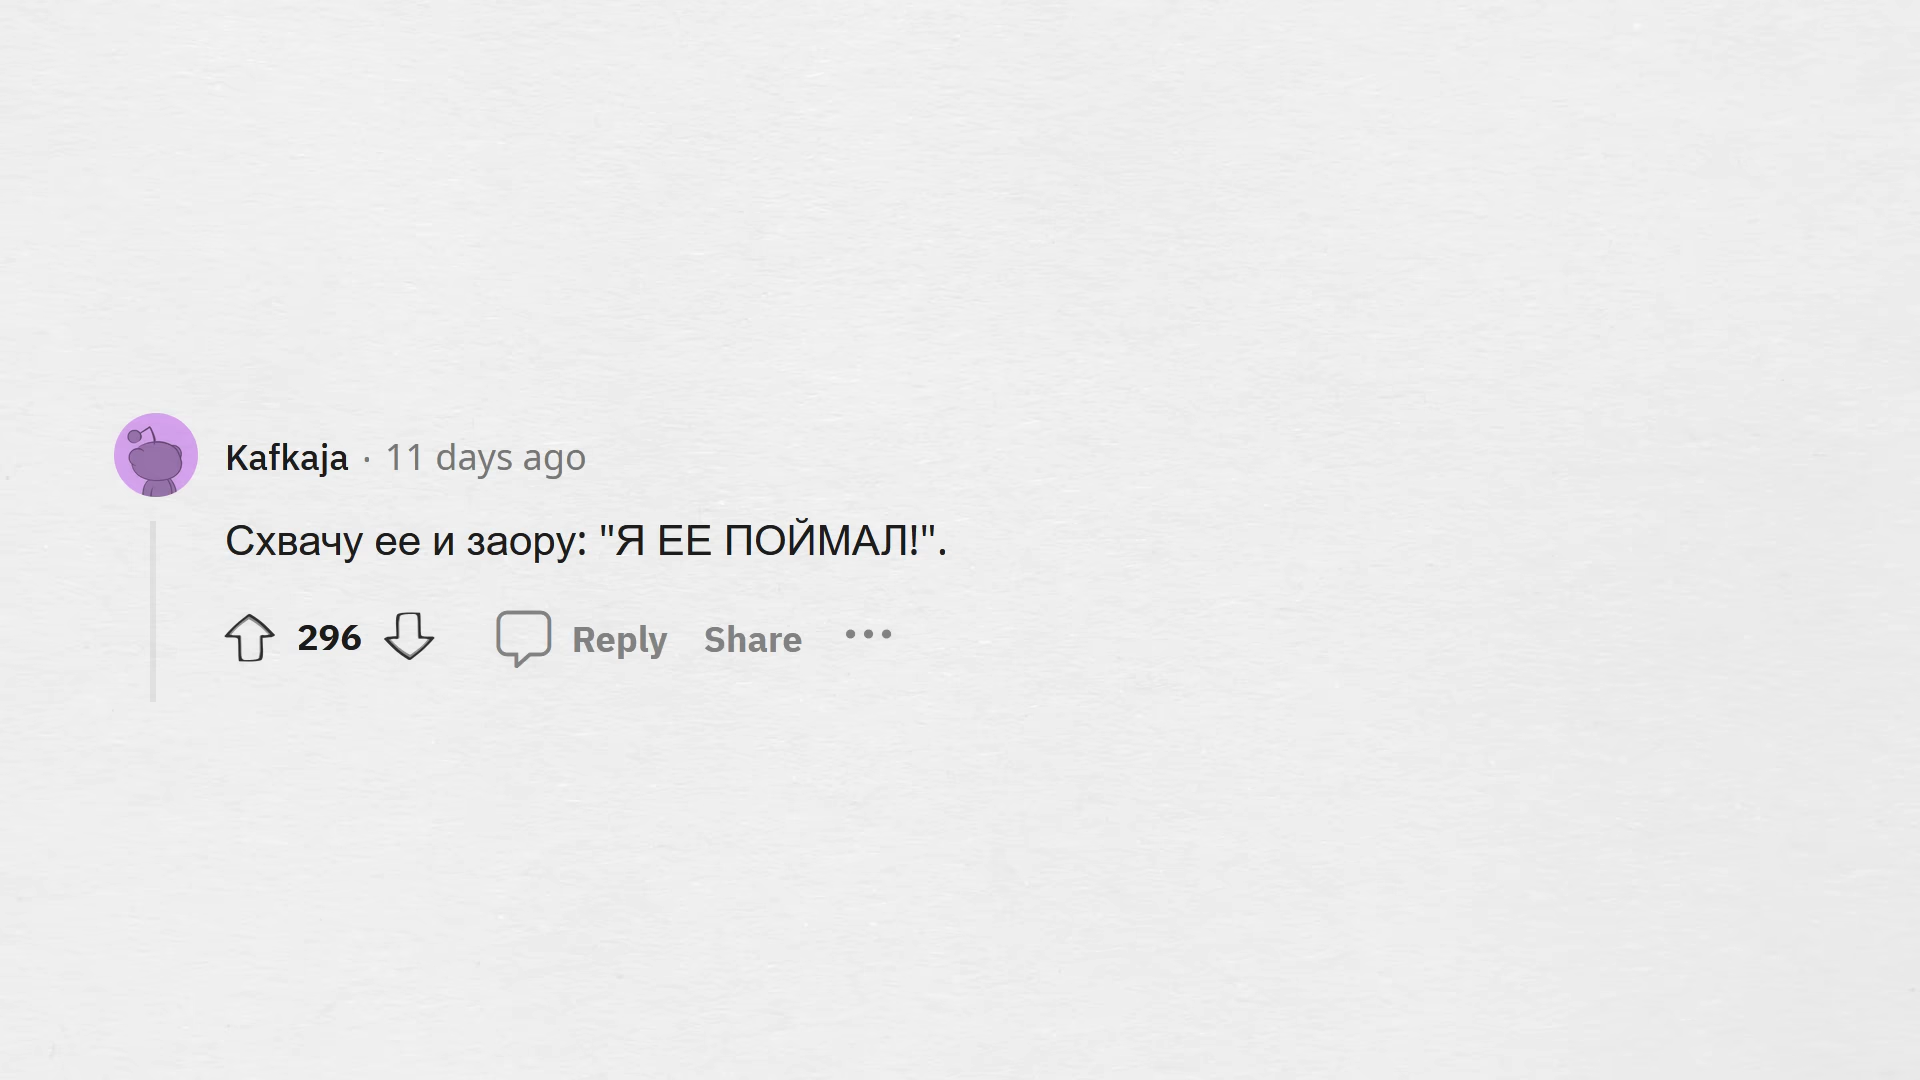 Kafkaja · 11 days ago
Схвачу ее и заору: "Я ЕЕ ПОЙМАЛ!".
296 Reply Share